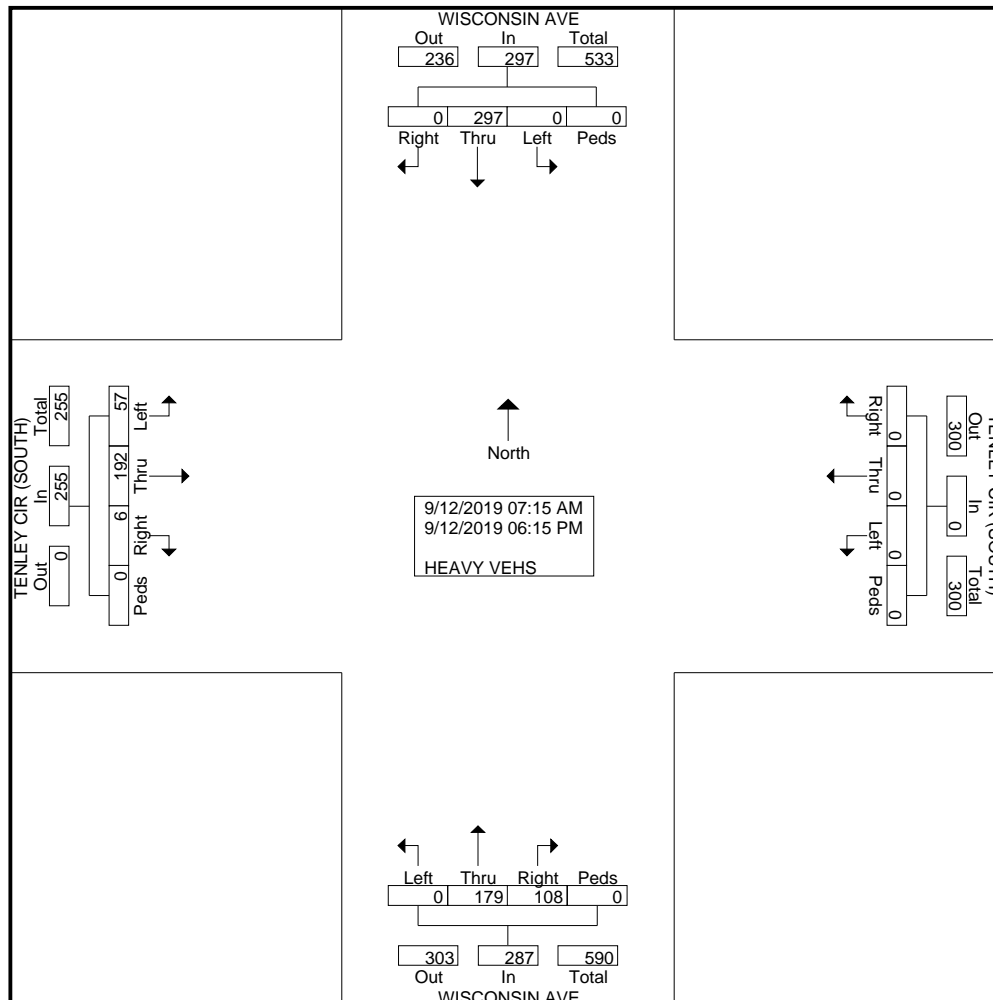 WISCONSIN AVE
Out In Total
236 297 533
0 297 0 0
Right Thru Left Peds
TENLEY CIR (SOUTH)
Total In Out
255 255 0
57 192 6 0
Left Thru Right Peds
North
9/12/2019 07:15 AM
9/12/2019 06:15 PM
HEAVY VEHS
Right Thru Left Peds
0 0 0 0
300 0 300
Out In Total
TENLEY CIR (SOUTH)
Left Thru Right Peds
0 179 108 0
303 287 590
Out In Total
WISCONSIN AVE